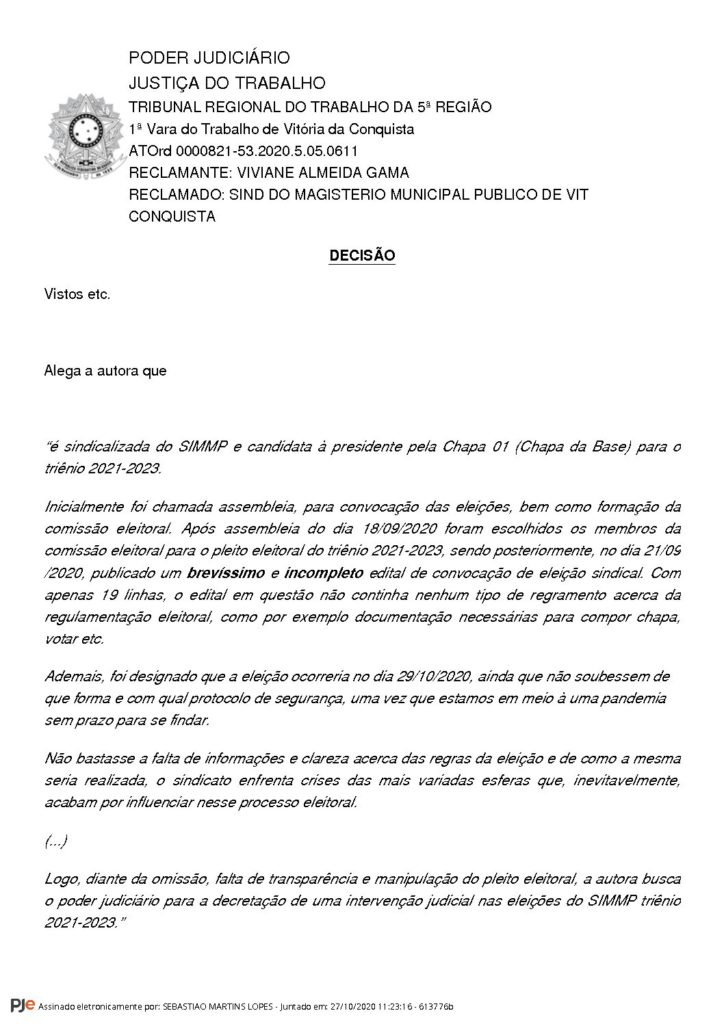 PODER JUDICIÁRIO
JUSTIÇA DO TRABALHO
TRIBUNAL REGIONAL DO TRABALHO DA 5ª REGIÃO
1ª Vara do Trabalho de Vitória da Conquista
ATOrd 0000821-53.2020.5.05.0611
RECLAMANTE: VIVIANE ALMEIDA GAMA
RECLAMADO: SIND DO MAGISTERIO MUNICIPAL PUBLICO DE VIT
CONQUISTA
DECISÃO
Vistos etc.
Alega a autora que
“é sindicalizada do SIMMP e candidata à presidente pela Chapa 01 (Chapa da Base) para o
triênio 2021-2023.
Inicialmente foi chamada assembleia, para convocação das eleições, bem como formação da
comissão eleitoral. Após assembleia do dia 18/09/2020 foram escolhidos os membros da
comissão eleitoral para o pleito eleitoral do triênio 2021-2023, sendo posteriormente, no dia 21/09
/2020, publicado um brevíssimo e incompleto edital de convocação de eleição sindical. Com
apenas 19 linhas, o edital em questão não continha nenhum tipo de regramento acerca da
regulamentação eleitoral, como por exemplo documentação necessárias para compor chapa,
votar etc.
Ademais, foi designado que a eleição ocorreria no dia 29/10/2020, ainda que não soubessem de
que forma e com qual protocolo de segurança, uma vez que estamos em meio à uma pandemia
sem prazo para se findar.
Não bastasse a falta de informações e clareza acerca das regras da eleição e de como a mesma
seria realizada, o sindicato enfrenta crises das mais variadas esferas que, inevitavelmente,
acabam por influenciar nesse processo eleitoral.
(...)
Logo, diante da omissão, falta de transparência e manipulação do pleito eleitoral, a autora busca
o poder judiciário para a decretação de uma intervenção judicial nas eleições do SIMMP triênio
2021-2023.”
PJe Assinado eletronicamente por: SEBASTIAO MARTINS LOPES - Juntado em: 27/10/2020 11:23:16 - 613776b